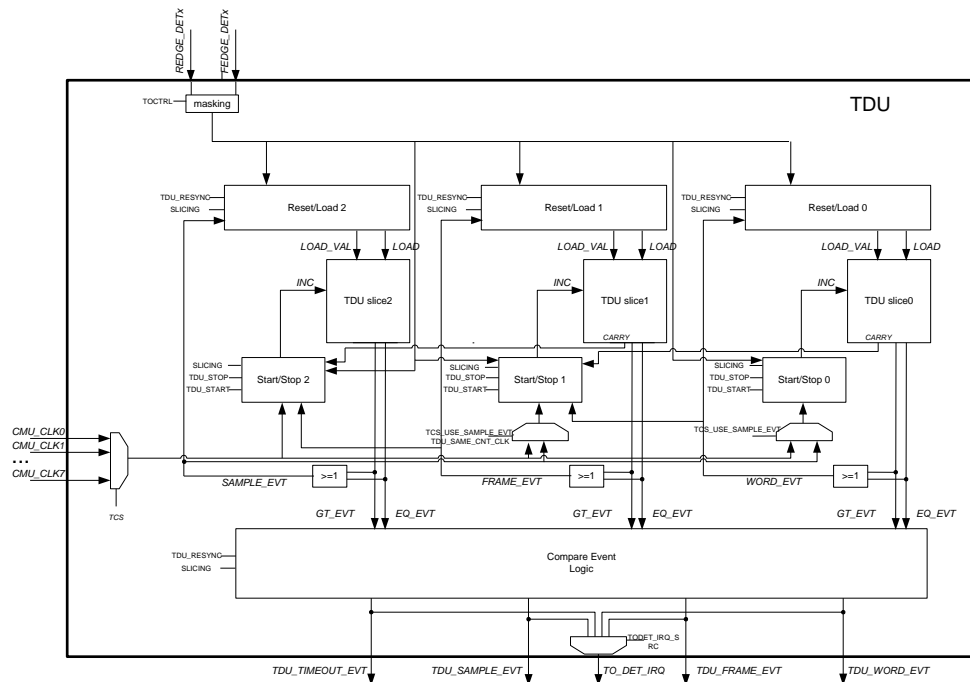 REDGE_DETx
FEDGE_DETx
TDU
TOCTRL
masking
TDU_RESYNC
SLICING
Reset/Load 2
TDU_RESYNC
SLICING
Reset/Load 1
TDU_RESYNC
SLICING
Reset/Load 0
LOAD_VAL
LOAD
LOAD_VAL
LOAD
LOAD_VAL
LOAD
INC
TDU slice2
INC
TDU slice1
CARRY
INC
TDU slice0
CARRY
SLICING
TDU_STOP
TDU_START
Start/Stop 2
SLICING
TDU_STOP
TDU_START
Start/Stop 1
SLICING
TDU_STOP
TDU_START
Start/Stop 0
TCS_USE_SAMPLE_EVT
TDU_SAME_CNT_CLK
TCS_USE_SAMPLE_EVT
CMU_CLK0
CMU_CLK1
...
CMU_CLK7
TCS
SAMPLE_EVT
>=1
FRAME_EVT
>=1
WORD_EVT
>=1
GT_EVT
EQ_EVT
GT_EVT
EQ_EVT
GT_EVT
EQ_EVT
TDU_RESYNC
SLICING
Compare Event
Logic
TODET_IRQ_S
RC
TDU_TIMEOUT_EVT
TDU_SAMPLE_EVT
TO_DET_IRQ
TDU_FRAME_EVT
TDU_WORD_EVT